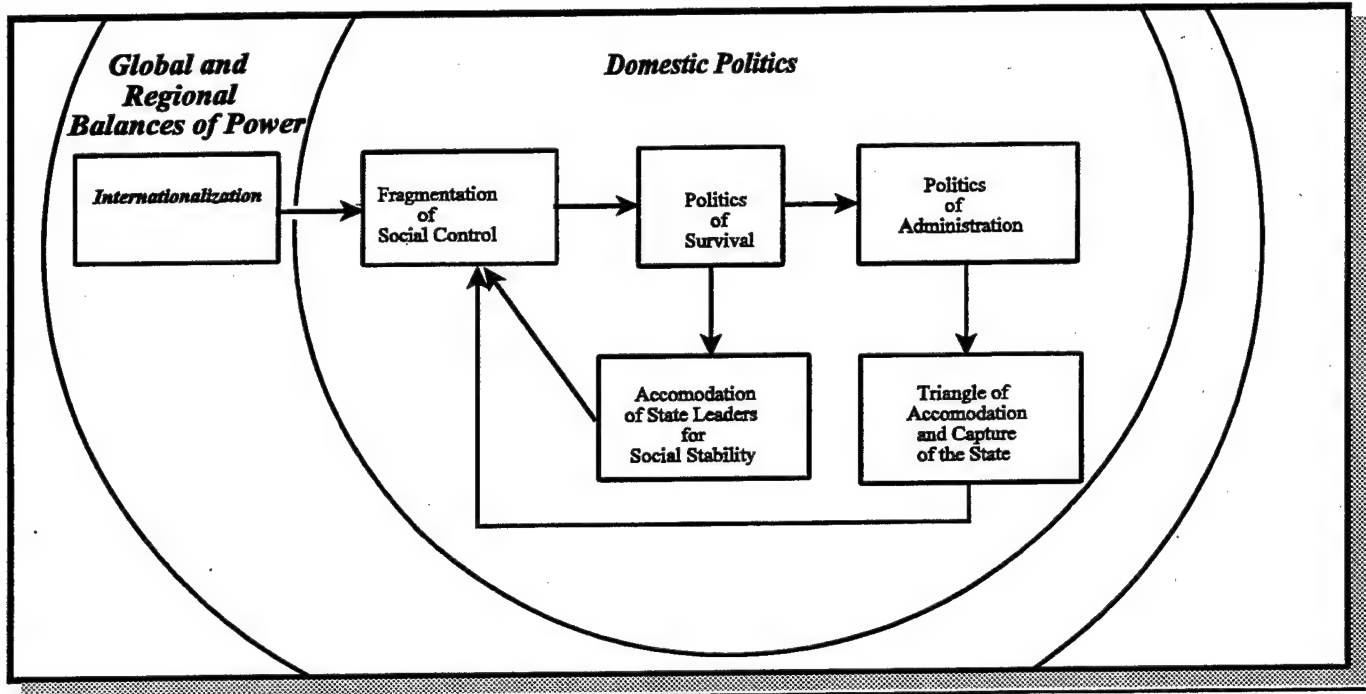 Global and
Regional
Balances of Power
Domestic Politics
Internationalization
Fragmentation
of
Social Control
Politics
of
Survival
Politics
of
Administration
Accomodation
of State Leaders
for
Social Stability
Triangle of
Accomodation
and Capture
of the State